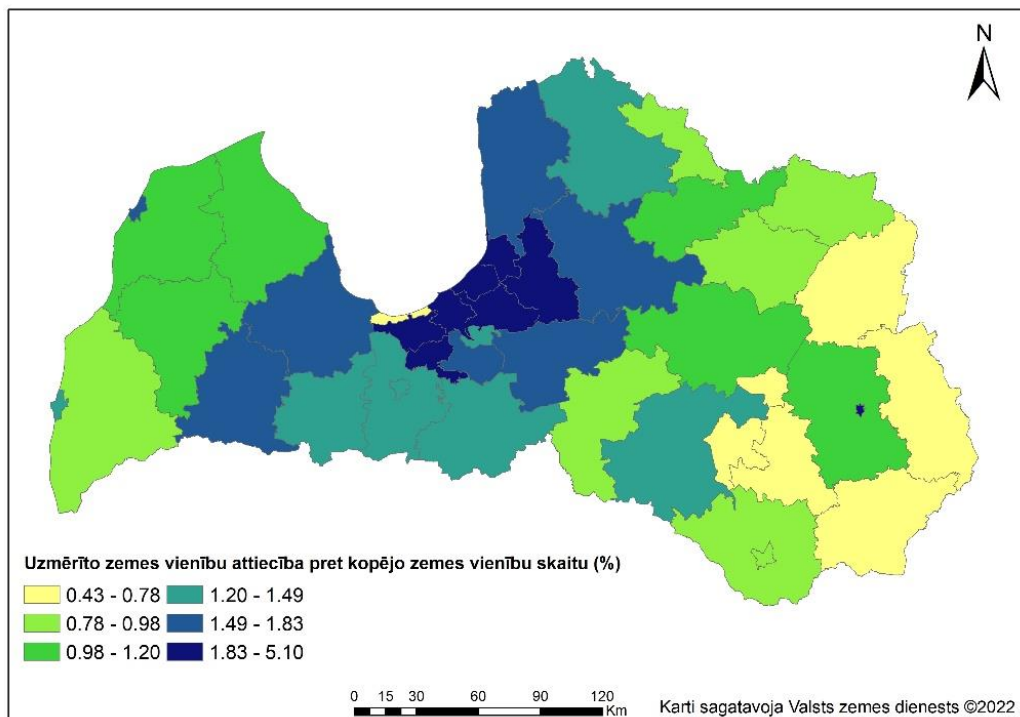 N
Uzmērīto zemes vienību attiecība pret kopējo zemes vienību skaitu (%)
0.43 - 0.78
1.20 - 1.49
0.78 - 0.98
1.49 - 1.83
0.98 - 1.20
1.83 - 5.10
0 15 30 60 90 120
Km
Karti sagatavoja Valsts zemes dienests ©2022